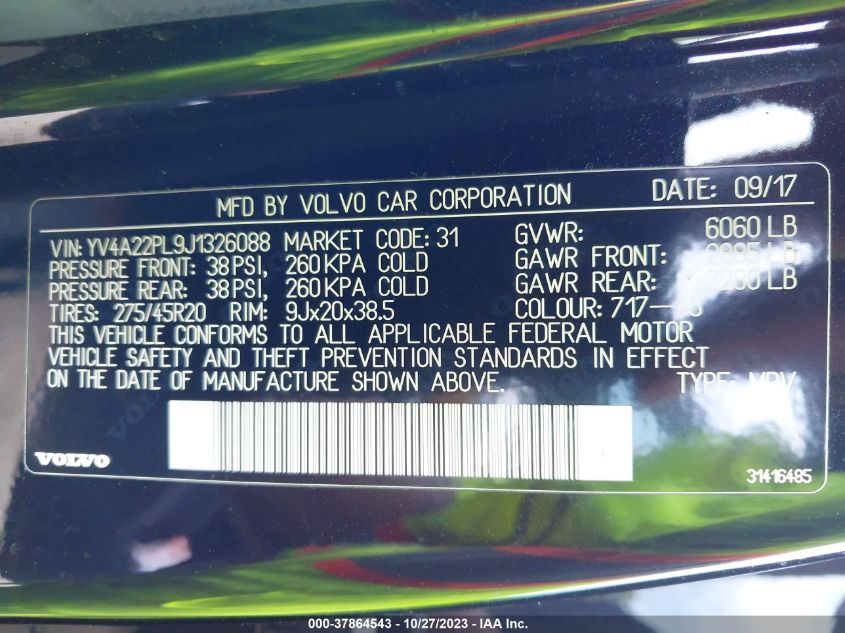 MFD BY VOLVO CAR CORPORATION DATE: 09/17
VIN: YV4A22PL9J1326088 MARKET CODE: 31 GVWR: 6060 LB
PRESSURE FRONT: 38 PSI, 260 KPA COLD GAWR FRONT: LB
PRESSURE REAR: 38 PSI, 260 KPA COLD GAWR REAR: LB
TIRES: 275/45R20 RIM: 9Jx20x38.5 COLOUR: 717—
THIS VEHICLE CONFORMS TO ALL APPLICABLE FEDERAL MOTOR
VEHICLE SAFETY AND THEFT PREVENTION STANDARDS IN EFFECT
ON THE DATE OF MANUFACTURE SHOWN ABOVE. TYPE: MPV
VOLVO 31416485
000-37864543 / 10/27/2023 / IAA Inc.